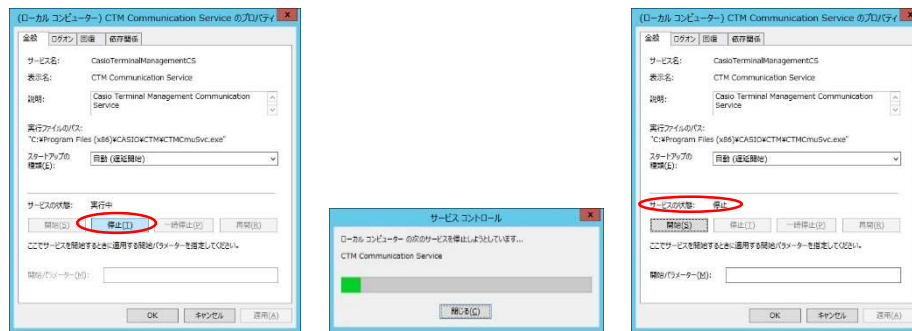 (ローカル コンピューター) CTM Communication Service のプロパティ
全般 ログオン 回復 依存関係
サービス名: CasioTerminalManagementCS
表示名: CTM Communication Service
説明: Casio Terminal Management Communication
Service
実行ファイルのパス:
"C:¥Program Files (x86)¥CASIO¥CTM¥CTMCmuSvc.exe"
スタートアップの
種類(E): 自動 (遅延開始)
サービスの状態: 実行中
開始(S) 停止(T) 一時停止(P) 再開(R)
ここでサービスを開始するときに適用する開始パラメーターを指定してください。
開始パラメーター(M):
OK キャンセル 適用(A)
サービス コントロール
ローカル コンピューター の次のサービスを停止しようとしています...
CTM Communication Service
閉じる(C)
(ローカル コンピューター) CTM Communication Service のプロパティ
全般 ログオン 回復 依存関係
サービス名: CasioTerminalManagementCS
表示名: CTM Communication Service
説明: Casio Terminal Management Communication
Service
実行ファイルのパス:
"C:¥Program Files (x86)¥CASIO¥CTM¥CTMCmuSvc.exe"
スタートアップの
種類(E): 自動 (遅延開始)
サービスの状態: 停止
開始(S) 停止(T) 一時停止(P) 再開(R)
ここでサービスを開始するときに適用する開始パラメーターを指定してください。
開始パラメーター(M):
OK キャンセル 適用(A)